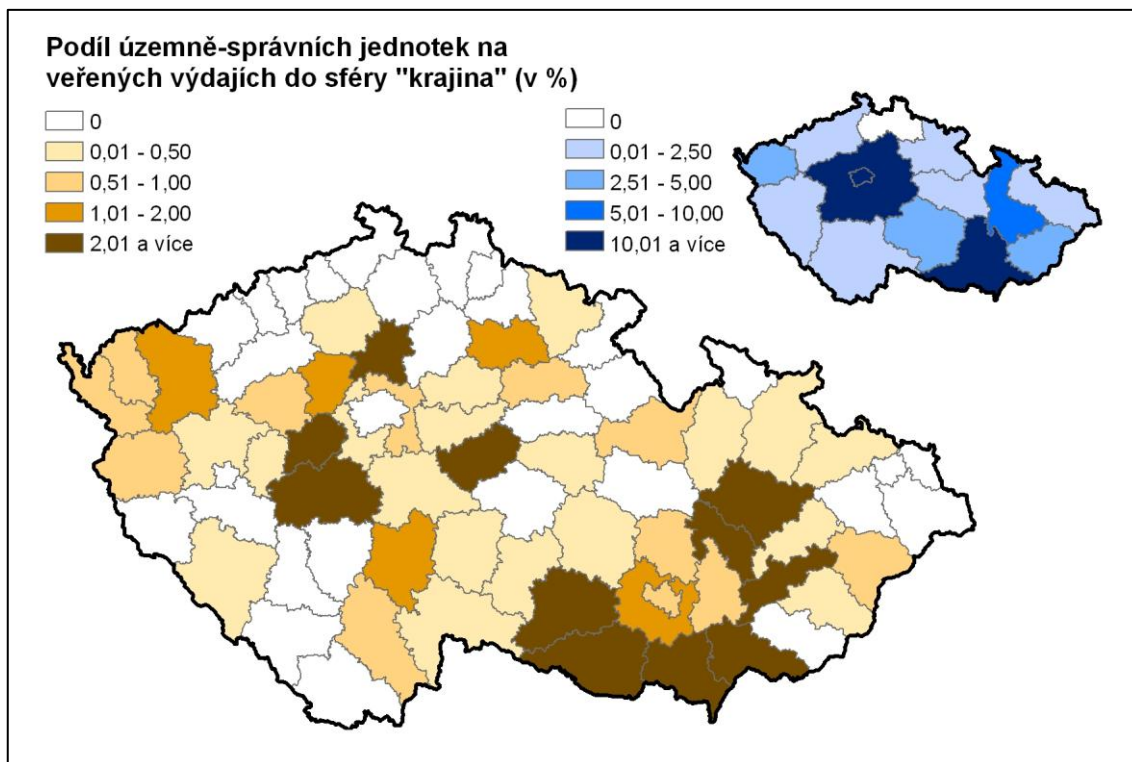 Podíl územně-správních jednotek na
veřených výdajích do sféry "krajina" (v %)
0
0,01 - 0,50
0,51 - 1,00
1,01 - 2,00
2,01 a více
0
0,01 - 2,50
2,51 - 5,00
5,01 - 10,00
10,01 a více